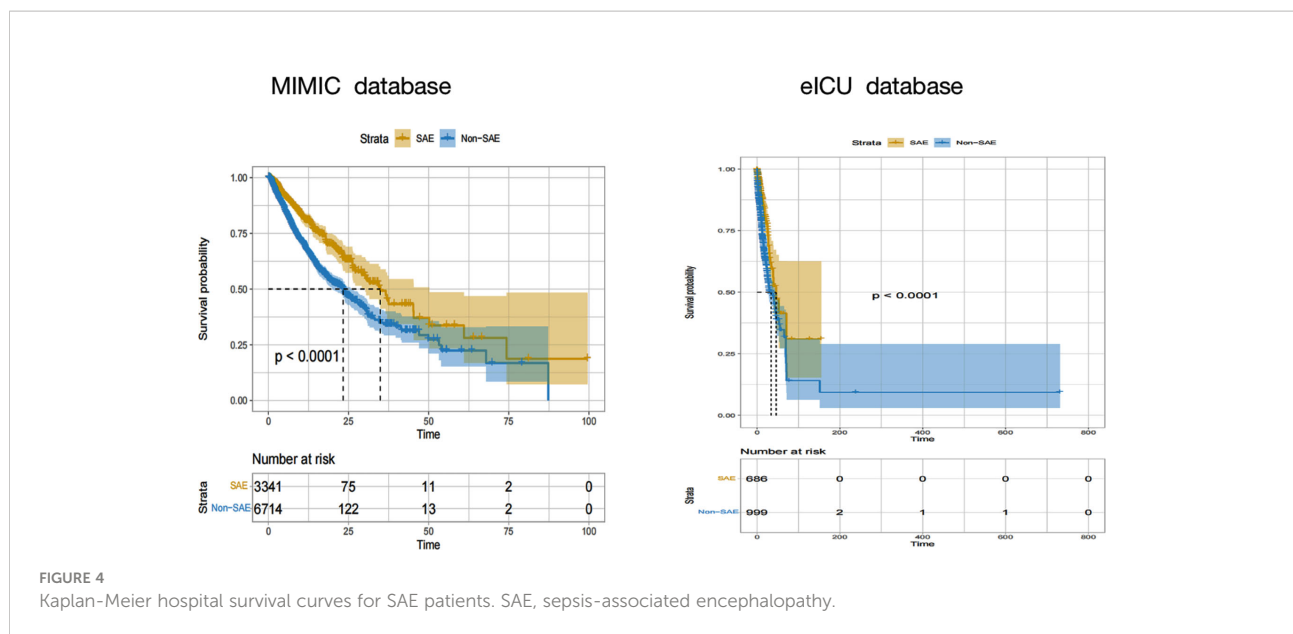 MIMIC database
Strata SAE Non-SAE
1.00
0.75
0.50
0.25
0.00
Survival probability
p < 0.0001
0 25 50 75 100
Time
Number at risk
Strata
SAE 3341 75 11 2 0
Non-SAE 6714 122 13 2 0
0 25 50 75 100
Time
eICU database
Strata SAE Non-SAE
1.00
0.75
0.50
0.25
0.00
Survival probability
p < 0.0001
0 200 400 600 800
Time
Number at risk
Strata
SAE 686 0 0 0 0
Non-SAE 999 2 1 1 0
0 200 400 600 800
Time
FIGURE 4
Kaplan-Meier hospital survival curves for SAE patients. SAE, sepsis-associated encephalopathy.